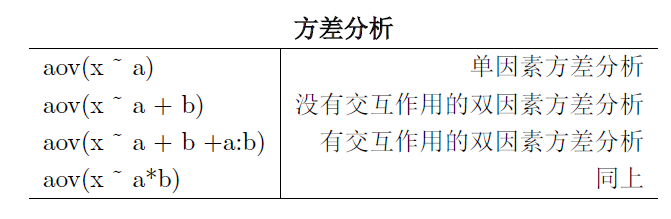 方差分析
aov(x ~ a) 单因素方差分析
aov(x ~ a + b) 没有交互作用的双因素方差分析
aov(x ~ a + b +a:b) 有交互作用的双因素方差分析
aov(x ~ a*b) 同上